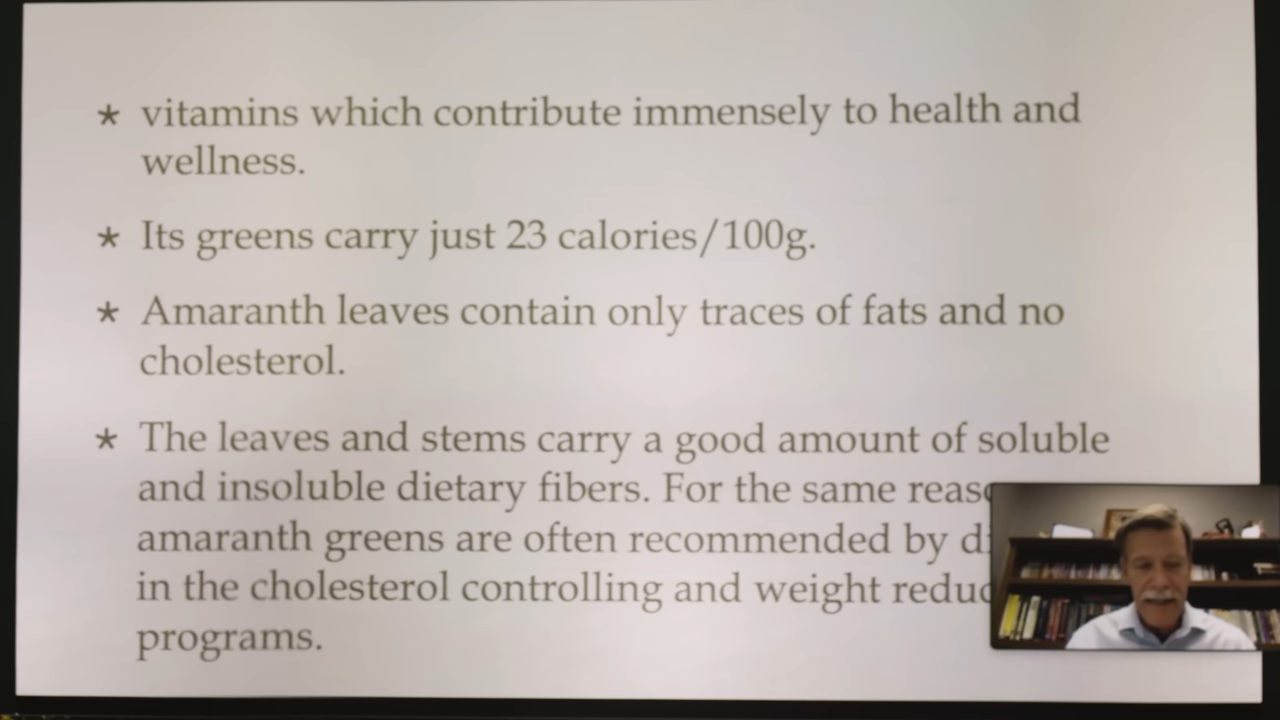 * vitamins which contribute immensely to health and
wellness.
* Its greens carry just 23 calories/100g.
* Amaranth leaves contain only traces of fats and no
cholesterol.
* The leaves and stems carry a good amount of soluble
and insoluble dietary fibers. For the same
amaranth greens are often recommended by
in the cholesterol controlling and weight
programs.